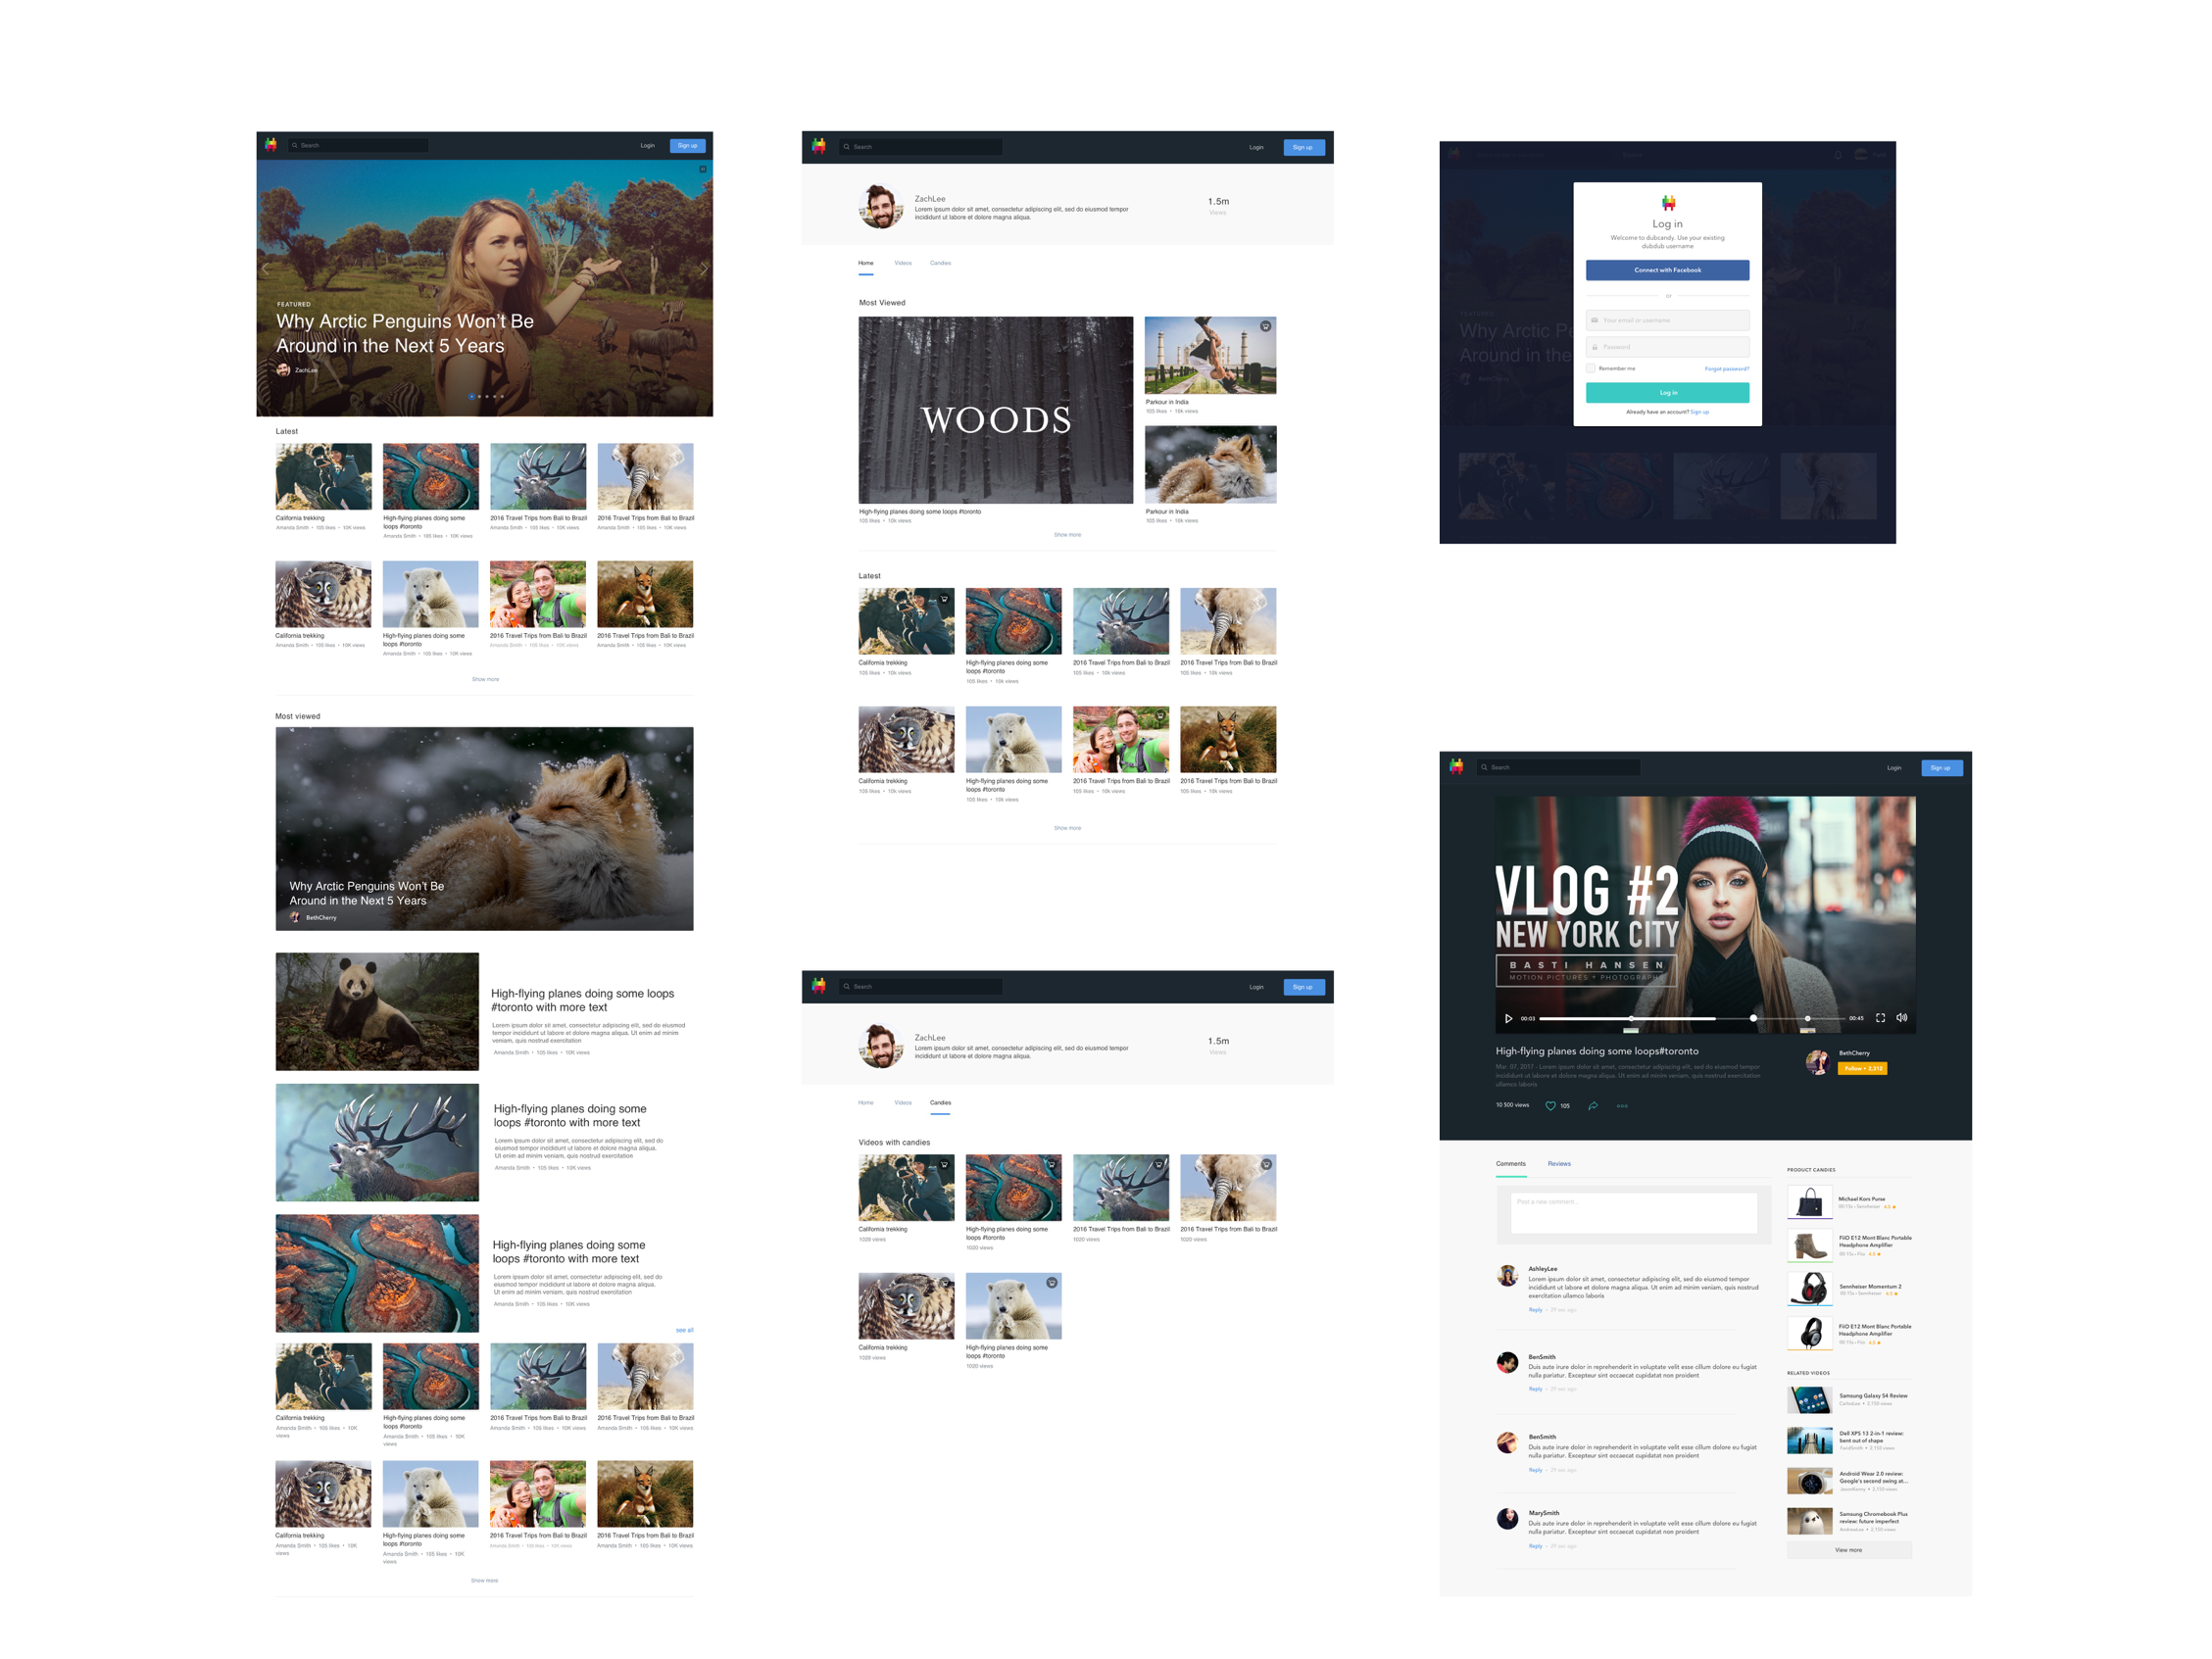 Search
Login
Sign up
FEATURED
Why Arctic Penguins Won't Be
Around in the Next 5 Years
ZachLee
Latest
California trekking
Amanda Smith • 105 likes • 10K views
High-flying planes doing some
loops #toronto
Amanda Smith • 105 likes • 10K views
2016 Travel Trips from Bali to Brazil
Amanda Smith • 105 likes • 10K views
2016 Travel Trips from Bali to Brazil
Amanda Smith • 105 likes • 10K views
California trekking
Amanda Smith • 105 likes • 10K views
High-flying planes doing some
loops #toronto
Amanda Smith • 105 likes • 10K views
2016 Travel Trips from Bali to Brazil
Amanda Smith • 105 likes • 10K views
2016 Travel Trips from Bali to Brazil
Amanda Smith • 105 likes • 10K views
Show more
Most viewed
Why Arctic Penguins Won't Be
Around in the Next 5 Years
BethCherry
High-flying planes doing some loops
#toronto with more text
Lorem ipsum dolor sit amet, consectetur adipiscing elit, sed do eiusmod
tempor incididunt ut labore et dolore magna aliqua. Ut enim ad minim
veniam, quis nostrud exercitation
Amanda Smith • 105 likes • 10K views
High-flying planes doing some
loops #toronto with more text
Lorem ipsum dolor sit amet, consectetur adipiscing elit, sed do
eiusmod tempor incididunt ut labore et dolore magna aliqua.
Ut enim ad minim veniam, quis nostrud exercitation
Amanda Smith • 105 likes • 10K views
High-flying planes doing some
loops #toronto with more text
Lorem ipsum dolor sit amet, consectetur adipiscing elit, sed do
eiusmod tempor incididunt ut labore et dolore magna aliqua.
Ut enim ad minim veniam, quis nostrud exercitation
Amanda Smith • 105 likes • 10K views
see all
California trekking
Amanda Smith • 105 likes • 10K
views
High-flying planes doing some
loops #toronto
Amanda Smith • 105 likes • 10K
views
2016 Travel Trips from Bali to Brazil
Amanda Smith • 105 likes • 10K views
2016 Travel Trips from Bali to Brazil
Amanda Smith • 105 likes • 10K views
California trekking
Amanda Smith • 105 likes • 10K
views
High-flying planes doing some
loops #toronto
Amanda Smith • 105 likes • 10K
views
2016 Travel Trips from Bali to Brazil
Amanda Smith • 105 likes • 10K views
2016 Travel Trips from Bali to Brazil
Amanda Smith • 105 likes • 10K views
Show more
Search
Login
Sign up
ZachLee
Lorem ipsum dolor sit amet, consectetur adipiscing elit, sed do eiusmod tempor
incididunt ut labore et dolore magna aliqua.
1.5m
Views
Home
Videos
Candies
Most Viewed
WOODS
High-flying planes doing some loops #toronto
105 likes • 10k views
Parkour in India
105 likes • 10k views
Parkour in India
105 likes • 10k views
Show more
Latest
California trekking
105 likes • 10k views
High-flying planes doing some
loops #toronto
105 likes • 10k views
2016 Travel Trips from Bali to Brazil
105 likes • 10k views
2016 Travel Trips from Bali to Brazil
105 likes • 10k views
California trekking
105 likes • 10k views
High-flying planes doing some
loops #toronto
105 likes • 10k views
2016 Travel Trips from Bali to Brazil
105 likes • 10k views
2016 Travel Trips from Bali to Brazil
105 likes • 10k views
Show more
Search
Login
Sign up
ZachLee
Lorem ipsum dolor sit amet, consectetur adipiscing elit, sed do eiusmod tempor
incididunt ut labore et dolore magna aliqua.
1.5m
Views
Home
Videos
Candies
Videos with candies
California trekking
1020 views
High-flying planes doing some
loops #toronto
1020 views
2016 Travel Trips from Bali to Brazil
1020 views
2016 Travel Trips from Bali to Brazil
1020 views
California trekking
1020 views
High-flying planes doing some
loops #toronto
1020 views
FEATURED
Why Arctic P
Around in the
BethCherry
Log in
Welcome to dubcandy. Use your existing
dubdub username
Connect with Facebook
or
Your email or username
Password
Remember me
Forgot password?
Log in
Already have an account? Sign up
Search
Login
Sign up
VLOG #2
NEW YORK CITY
BASTI HANSEN
MOTION PICTURES + PHOTOGRAPHY
00:03
00:45
High-flying planes doing some loops#toronto
Mar. 07, 2017 - Lorem ipsum dolor sit amet, consectetur adipiscing elit, sed do eiusmod tempor
incididunt ut labore et dolore magna aliqua. Ut enim ad minim veniam, quis nostrud exercitation
ullamco laboris
BethCherry
Follow • 2,312
10 500 views
105
Comments
Reviews
Post a new comment...
AshleyLee
Lorem ipsum dolor sit amet, consectetur adipiscing elit, sed do eiusmod tempor
incididunt ut labore et dolore magna aliqua. Ut enim ad minim veniam, quis nostrud
exercitation ullamco laboris
Reply • 29 sec ago
BenSmith
Duis aute irure dolor in reprehenderit in voluptate velit esse cillum dolore eu fugiat
nulla pariatur. Excepteur sint occaecat cupidatat non proident
Reply • 29 sec ago
BenSmith
Duis aute irure dolor in reprehenderit in voluptate velit esse cillum dolore eu fugiat
nulla pariatur. Excepteur sint occaecat cupidatat non proident
Reply • 29 sec ago
MarySmith
Duis aute irure dolor in reprehenderit in voluptate velit esse cillum dolore eu fugiat
nulla pariatur. Excepteur sint occaecat cupidatat non proident
Reply • 29 sec ago
PRODUCT CANDIES
Michael Kors Purse
00:15s • Sennheiser 4.5 ★
FiiO E12 Mont Blanc Portable
Headphone Amplifier
00:15s • Fiio 4.5 ★
Sennheiser Momentum 2
00:15s • Sennheiser 4.5 ★
FiiO E12 Mont Blanc Portable
Headphone Amplifier
00:15s • Fiio 4.5 ★
RELATED VIDEOS
Samsung Galaxy S4 Review
CarlosLee • 2,150 views
Dell XPS 13 2-in-1 review:
bent out of shape
2,150 views
Android Wear 2.0 review:
Google's second swing at...
2,150 views
Samsung Chromebook Plus
review: future imperfect
AndrewLee • 2,150 views
View more